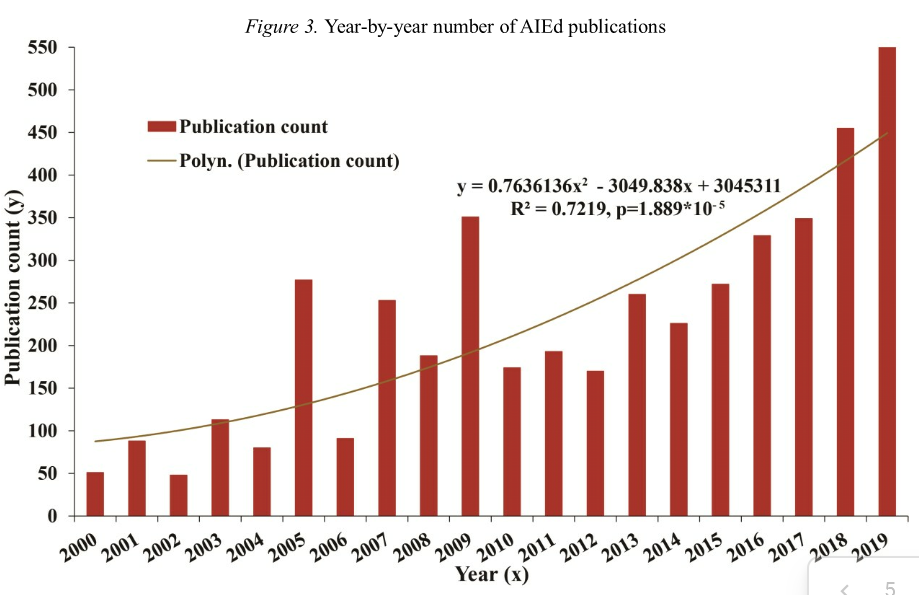 Figure 3. Year-by-year number of AIEd publications
550
500
450
400
350
300
250
200
150
100
50
0
Publication count (y)
Publication count
Polyn. (Publication count)
y = 0.7636136x² - 3049.838x + 3045311
R² = 0.7219, p=1.889*10⁻⁵
2000 2001 2002 2003 2004 2005 2006 2007 2008 2009 2010 2011 2012 2013 2014 2015 2016 2017 2018 2019
Year (x)
< 5